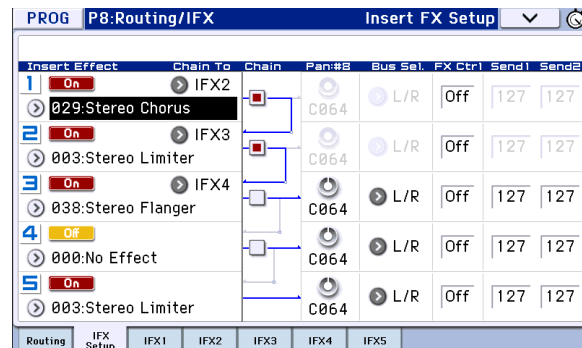 PROG P8:Routing/IFX Insert FX Setup
Insert Effect Chain To Chain Pan:#8 Bus Sel. FX Ctrl Send1 Send2
1 On IFX2
029:Stereo Chorus C064 L/R Off 127 127
2 On IFX3
003:Stereo Limiter C064 L/R Off 127 127
3 On IFX4
038:Stereo Flanger C064 L/R Off 127 127
4 Off
000:No Effect C064 L/R Off 127 127
5 On
003:Stereo Limiter C064 L/R Off 127 127
Routing IFX Setup IFX1 IFX2 IFX3 IFX4 IFX5